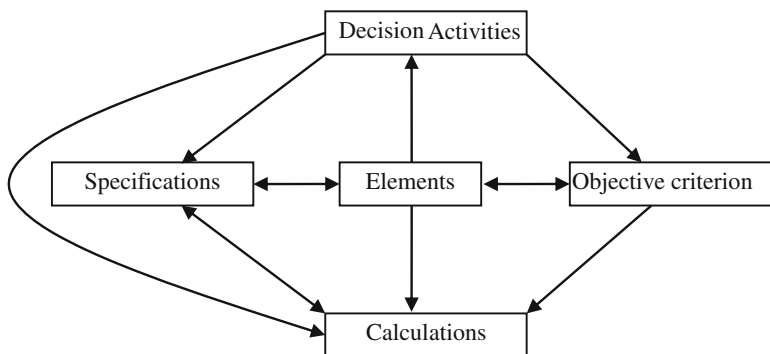 Decision Activities
Specifications
Elements
Objective criterion
Calculations